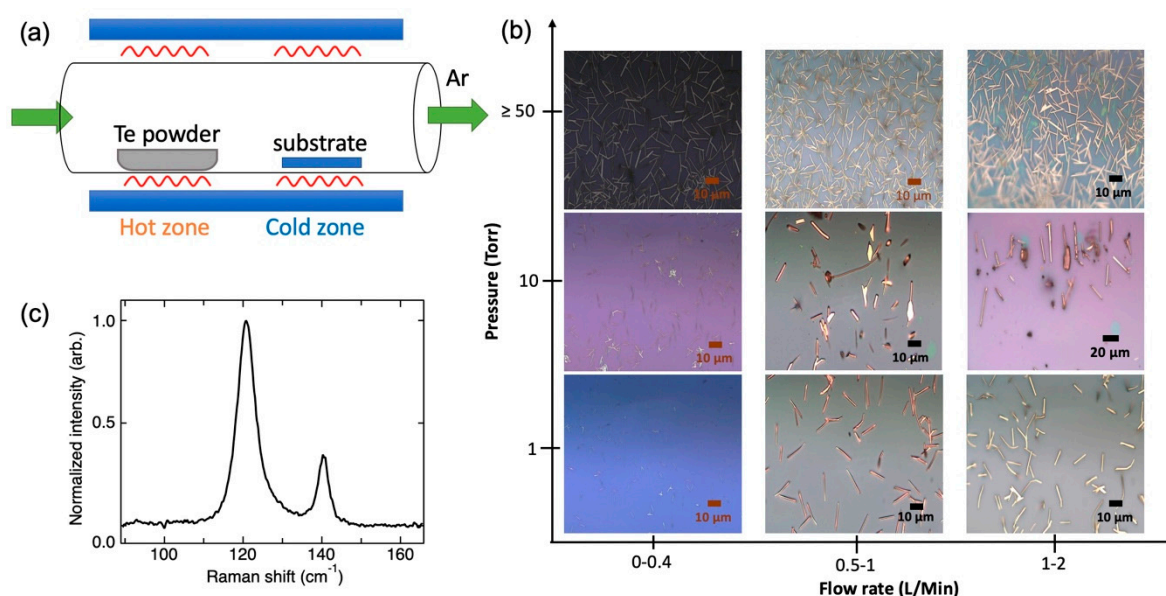 (a)
Ar
Te powder
substrate
Hot zone
Cold zone
(b)
Pressure (Torr)
≥ 50
10
1
10 µm
10 µm
10 µm
10 µm
10 µm
20 µm
10 µm
10 µm
10 µm
0-0.4
0.5-1
1-2
Flow rate (L/Min)
(c)
Normalized intensity (arb.)
1.0
0.5
0.0
100
120
140
160
Raman shift (cm⁻¹)